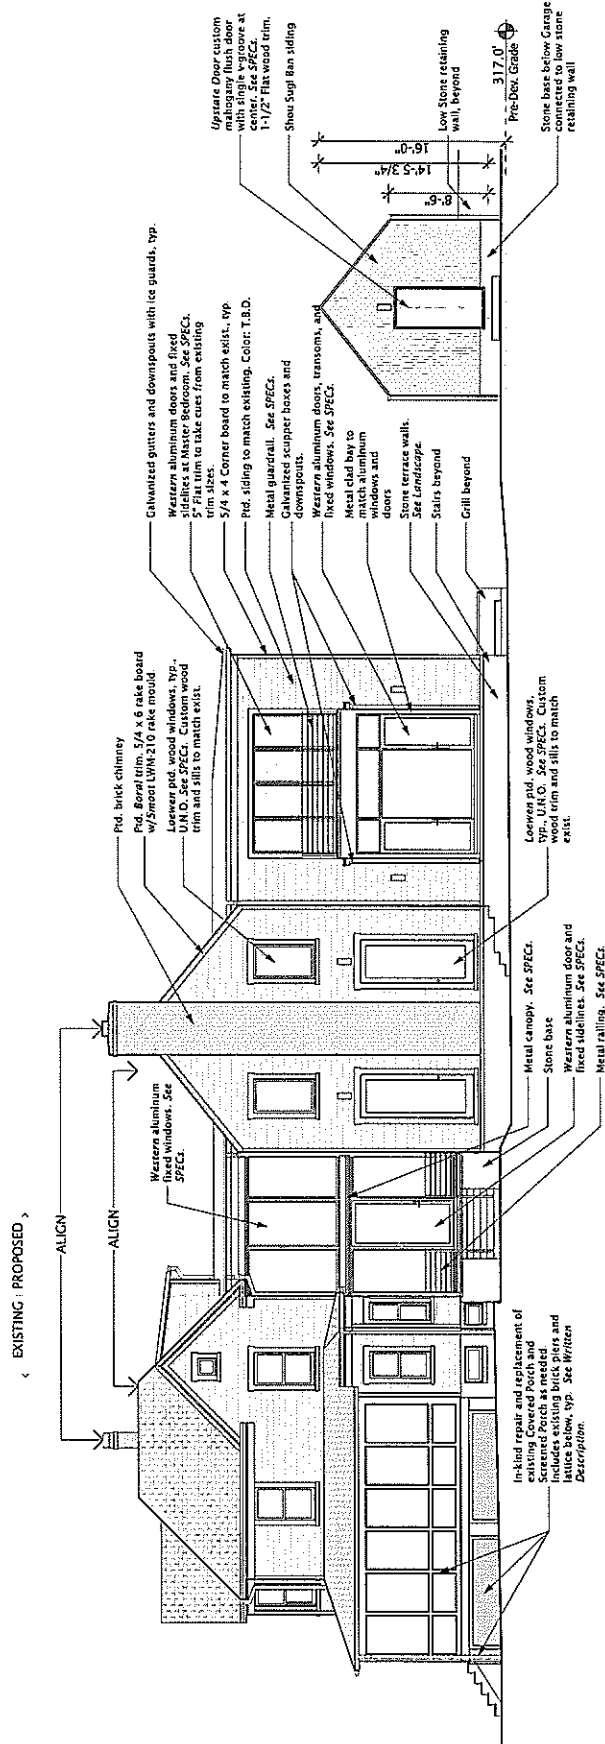 ‹ EXISTING | PROPOSED ›
ALIGN
ALIGN
Ptd. brick chimney
Ptd. Boral trim. 5/4 x 6 rake board
w/Smoot LWM-210 rake mould
Loewen ptd. wood windows, typ.,
U.N.O. See SPECs. Custom wood
trim and sills to match exist.
Western aluminum
fixed windows. See
SPECs.
Galvanized gutters and downspouts with ice guards, typ.
Western aluminum doors and fixed
sidelites at Master Bedroom. See SPECs.
5" Flat trim to take cues from existing
trim sizes.
5/4 x 4 Corner board to match exist., typ.
Ptd. siding to match existing. Color: T.B.D.
Metal guardrail. See SPECs.
Galvanized scupper boxes and
downspouts.
Western aluminum doors, transoms, and
fixed windows. See SPECs.
Metal clad bay to
match aluminum
windows and
doors
Stone terrace walls.
See Landscape.
Stairs beyond
Grill beyond
Upstate Door custom
mahogany flush door
with single v-groove at
center. See SPECs.
1-1/2" Flat wood trim.
Shou Sugi Ban siding
16'-0"
14'-5 3/4"
8'-6"
Low Stone retaining
wall, beyond
317.0'
Pre-Dev. Grade
Stone base below Garage
connected to low stone
retaining wall
In-kind repair and replacement of
existing Covered Porch and
Screened Porch as needed.
Includes existing brick piers and
lattice below, typ. See Written
Description.
Metal canopy. See SPECs.
Stone base
Western aluminum door and
fixed sidelines. See SPECs.
Metal railing. See SPECs.
Loewen ptd. wood windows,
typ., U.N.O. See SPECs. Custom
wood trim and sills to match
exist.